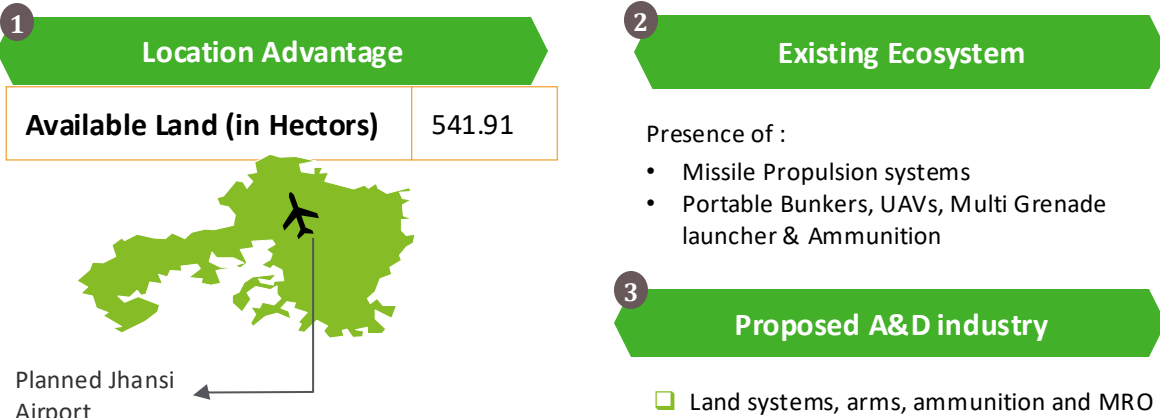 1
Location Advantage
Available Land (in Hectors) 541.91
Planned Jhansi
Airport
2
Existing Ecosystem
Presence of :
• Missile Propulsion systems
• Portable Bunkers, UAVs, Multi Grenade
launcher & Ammunition
3
Proposed A&D industry
❑ Land systems, arms, ammunition and MRO